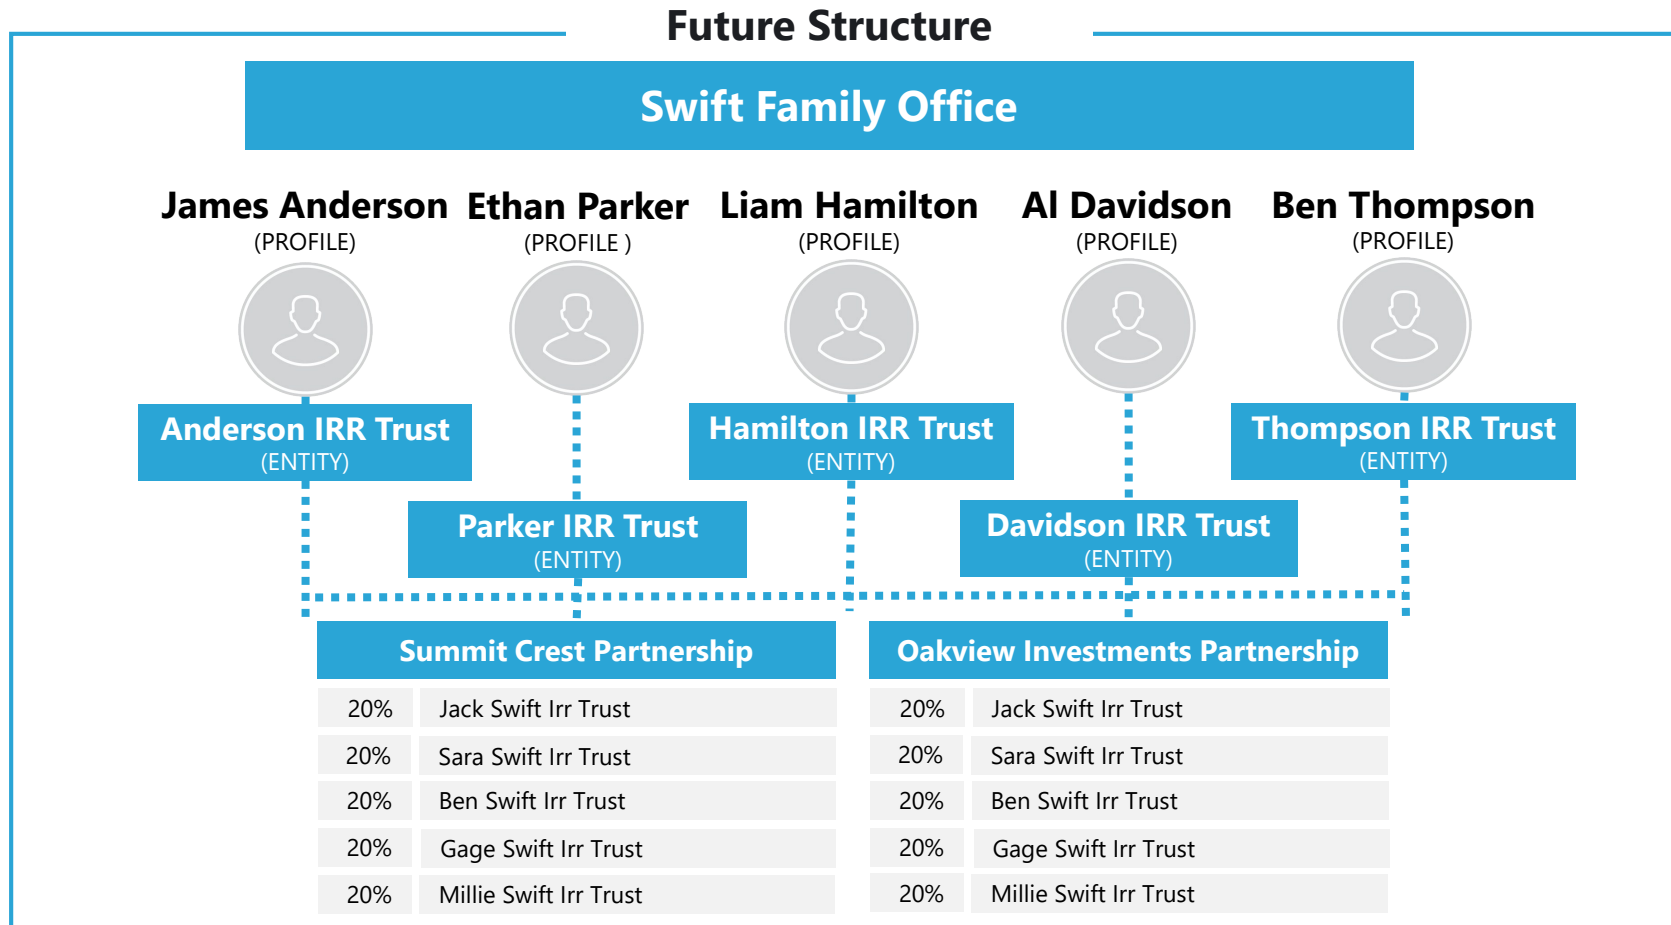 Future Structure
Swift Family Office
James Anderson Ethan Parker Liam Hamilton Al Davidson Ben Thompson
(PROFILE) (PROFILE ) (PROFILE) (PROFILE) (PROFILE)
Anderson IRR Trust Hamilton IRR Trust Thompson IRR Trust
(ENTITY) (ENTITY) (ENTITY)
Parker IRR Trust Davidson IRR Trust
(ENTITY) (ENTITY)
Summit Crest Partnership Oakview Investments Partnership
20% Jack Swift Irr Trust 20% Jack Swift Irr Trust
20% Sara Swift Irr Trust 20% Sara Swift Irr Trust
20% Ben Swift Irr Trust 20% Ben Swift Irr Trust
20% Gage Swift Irr Trust 20% Gage Swift Irr Trust
20% Millie Swift Irr Trust 20% Millie Swift Irr Trust